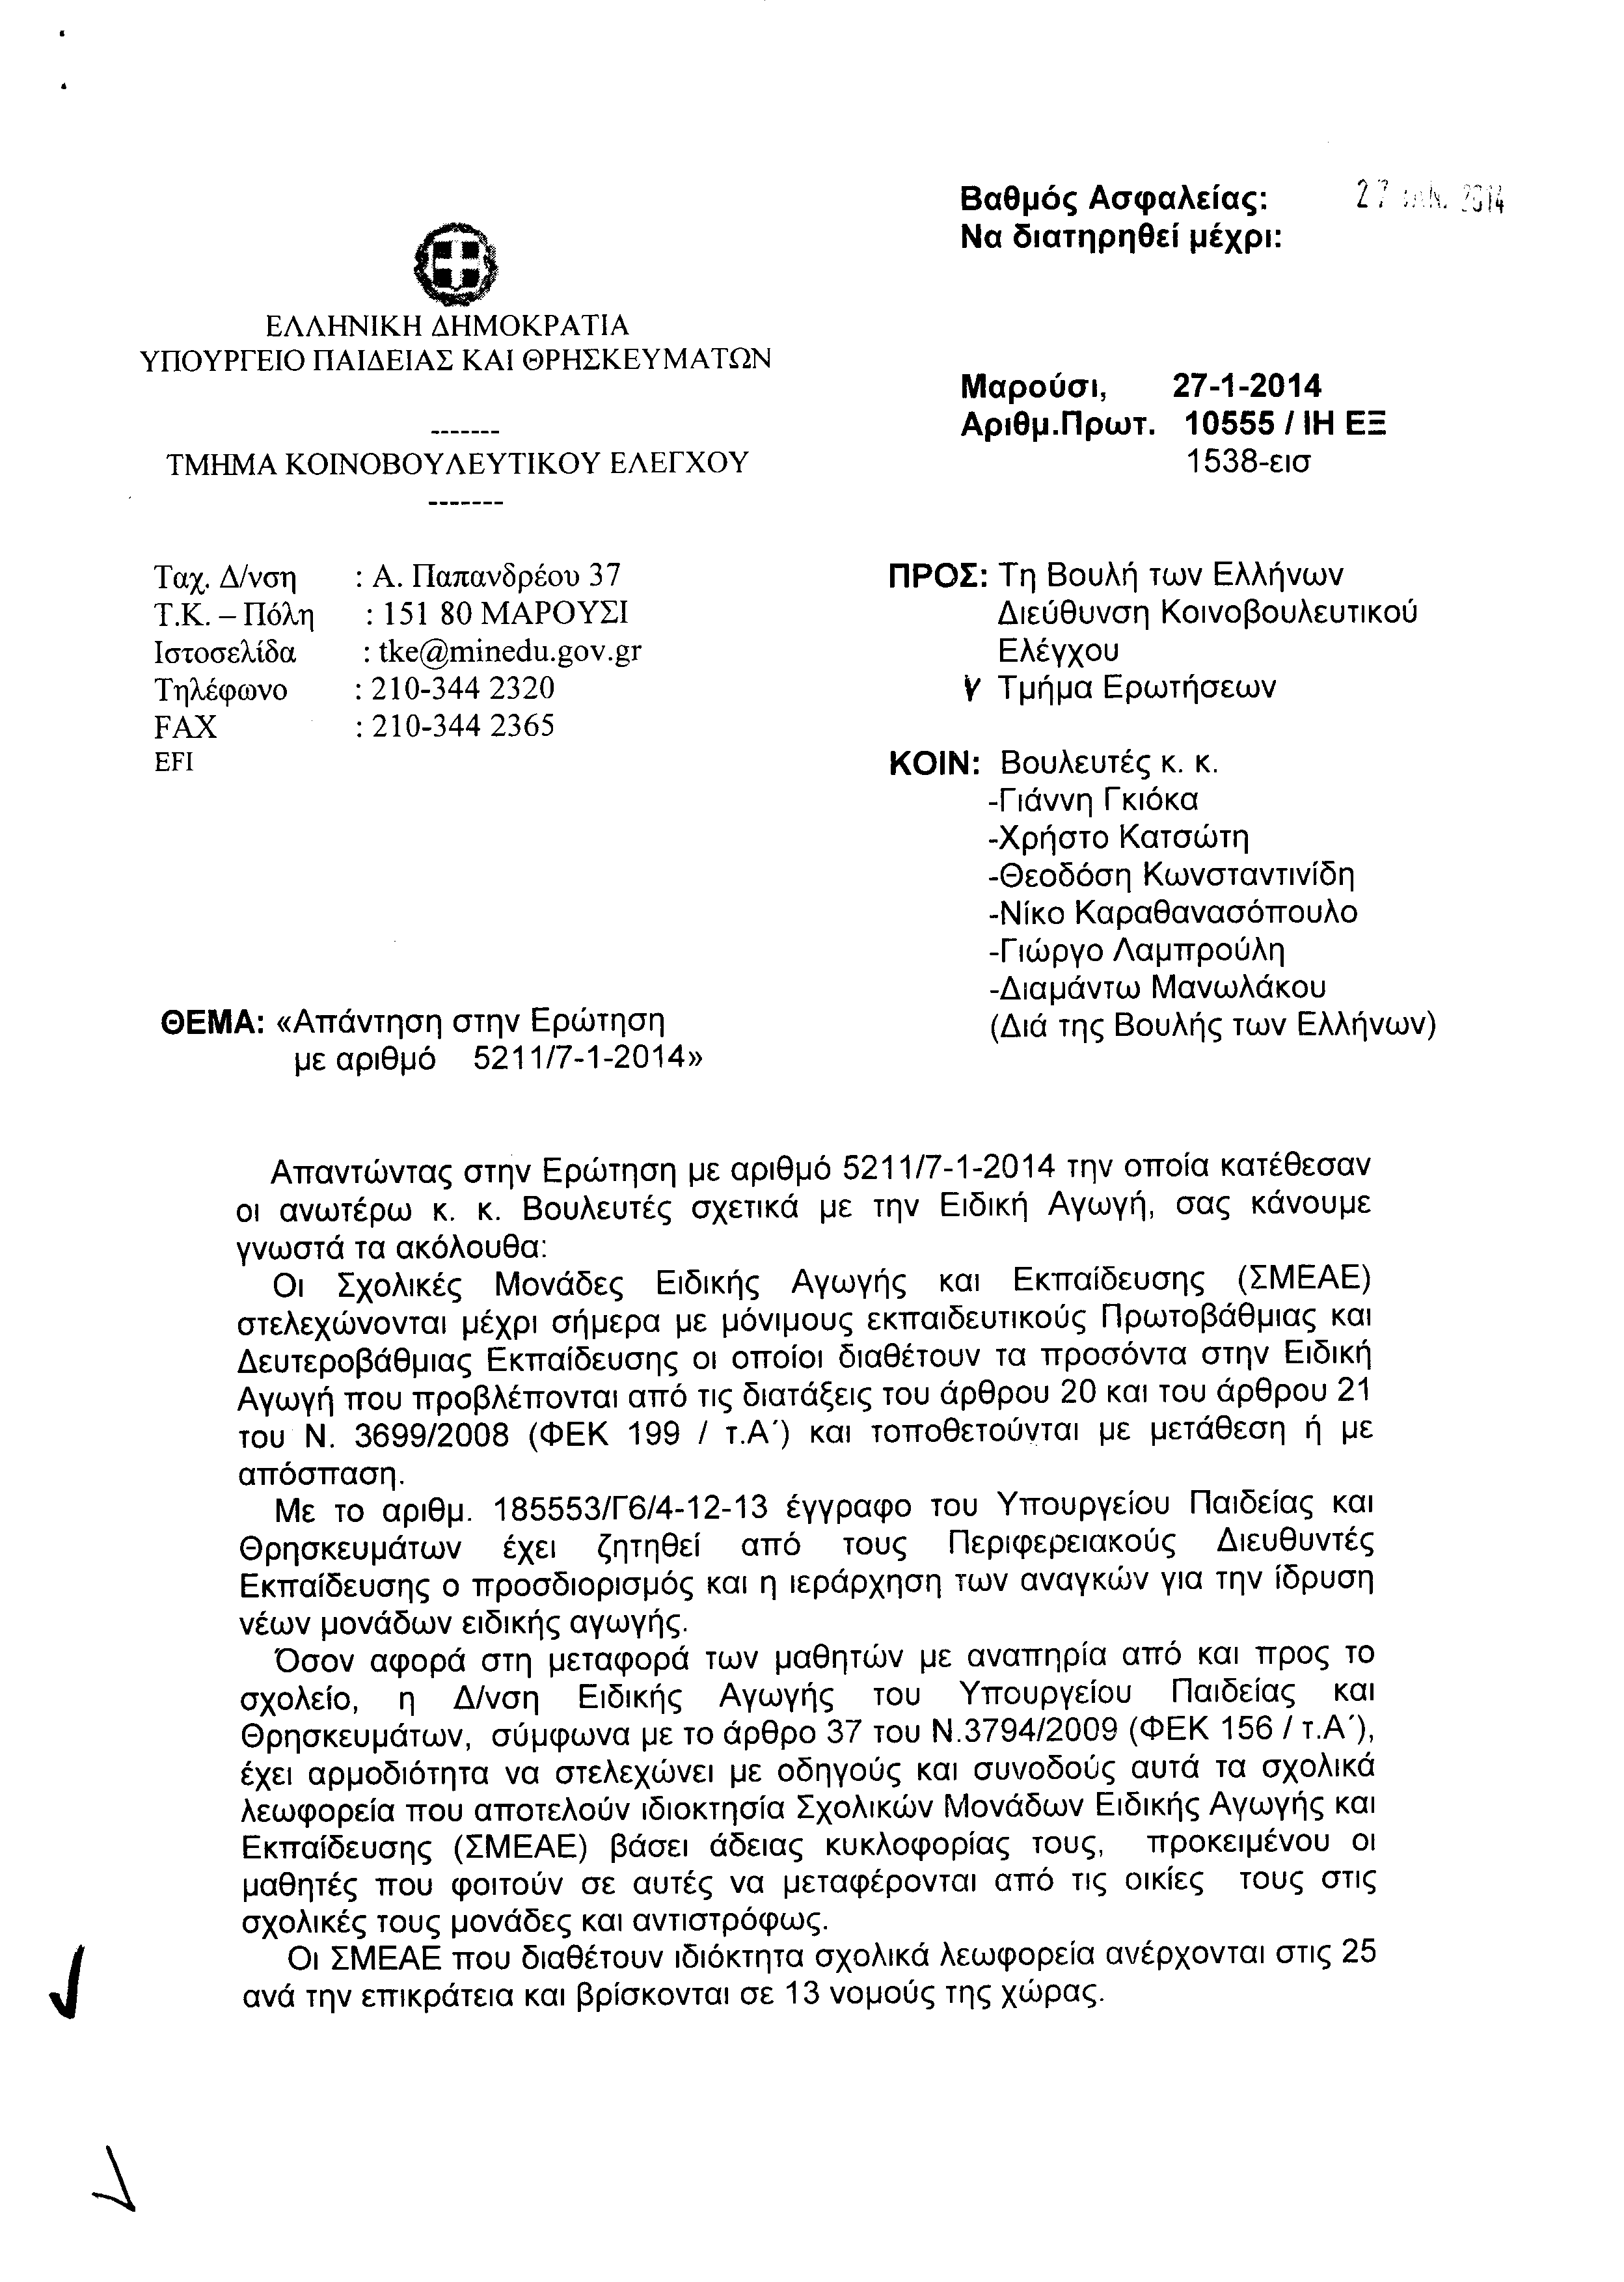 Βαθμός Ασφαλείας:
Να διατηρηθεί μέχρι:
27 2014
ΕΛΛΗΝΙΚΗ ΔΗΜΟΚΡΑΤΙΑ
ΥΠΟΥΡΓΕΙΟ ΠΑΙΔΕΙΑΣ ΚΑΙ ΘΡΗΣΚΕΥΜΑΤΩΝ
-------
ΤΜΗΜΑ ΚΟΙΝΟΒΟΥΛΕΥΤΙΚΟΥ ΕΛΕΓΧΟΥ
-------
Μαρούσι, 27-1-2014
Αριθμ.Πρωτ. 10555 / ΙΗ ΕΞ
1538-εισ
Ταχ. Δ/νση : Α. Παπανδρέου 37
Τ.Κ. – Πόλη : 151 80 ΜΑΡΟΥΣΙ
Ιστοσελίδα : tke@minedu.gov.gr
Τηλέφωνο : 210-344 2320
FAX : 210-344 2365
EFI
ΠΡΟΣ: Τη Βουλή των Ελλήνων
Διεύθυνση Κοινοβουλευτικού
Ελέγχου
Τμήμα Ερωτήσεων
ΚΟΙΝ: Βουλευτές κ. κ.
-Γιάννη Γκιόκα
-Χρήστο Κατσώτη
-Θεοδόση Κωνσταντινίδη
-Νίκο Καραθανασόπουλο
-Γιώργο Λαμπρούλη
-Διαμάντω Μανωλάκου
(Διά της Βουλής των Ελλήνων)
ΘΕΜΑ: «Απάντηση στην Ερώτηση
με αριθμό 5211/7-1-2014»
Απαντώντας στην Ερώτηση με αριθμό 5211/7-1-2014 την οποία κατέθεσαν
οι ανωτέρω κ. κ. Βουλευτές σχετικά με την Ειδική Αγωγή, σας κάνουμε
γνωστά τα ακόλουθα:
Οι Σχολικές Μονάδες Ειδικής Αγωγής και Εκπαίδευσης (ΣΜΕΑΕ)
στελεχώνονται μέχρι σήμερα με μόνιμους εκπαιδευτικούς Πρωτοβάθμιας και
Δευτεροβάθμιας Εκπαίδευσης οι οποίοι διαθέτουν τα προσόντα στην Ειδική
Αγωγή που προβλέπονται από τις διατάξεις του άρθρου 20 και του άρθρου 21
του Ν. 3699/2008 (ΦΕΚ 199 / τ.Α΄) και τοποθετούνται με μετάθεση ή με
απόσπαση.
Με το αριθμ. 185553/Γ6/4-12-13 έγγραφο του Υπουργείου Παιδείας και
Θρησκευμάτων έχει ζητηθεί από τους Περιφερειακούς Διευθυντές
Εκπαίδευσης ο προσδιορισμός και η ιεράρχηση των αναγκών για την ίδρυση
νέων μονάδων ειδικής αγωγής.
Όσον αφορά στη μεταφορά των μαθητών με αναπηρία από και προς το
σχολείο, η Δ/νση Ειδικής Αγωγής του Υπουργείου Παιδείας και
Θρησκευμάτων, σύμφωνα με το άρθρο 37 του Ν.3794/2009 (ΦΕΚ 156 / τ.Α΄),
έχει αρμοδιότητα να στελεχώνει με οδηγούς και συνοδούς αυτά τα σχολικά
λεωφορεία που αποτελούν ιδιοκτησία Σχολικών Μονάδων Ειδικής Αγωγής και
Εκπαίδευσης (ΣΜΕΑΕ) βάσει άδειας κυκλοφορίας τους, προκειμένου οι
μαθητές που φοιτούν σε αυτές να μεταφέρονται από τις οικίες τους στις
σχολικές τους μονάδες και αντιστρόφως.
Οι ΣΜΕΑΕ που διαθέτουν ιδιόκτητα σχολικά λεωφορεία ανέρχονται στις 25
ανά την επικράτεια και βρίσκονται σε 13 νομούς της χώρας.